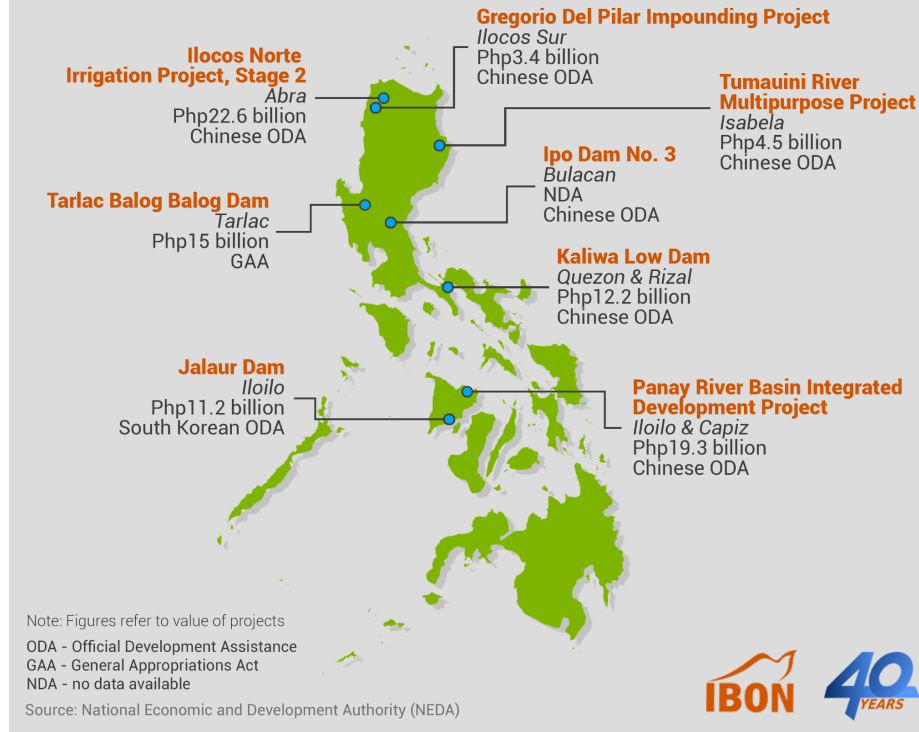 Gregorio Del Pilar Impounding Project
Ilocos Sur
Php3.4 billion
Chinese ODA
Ilocos Norte
Irrigation Project, Stage 2
Abra
Php22.6 billion
Chinese ODA
Tumauini River
Multipurpose Project
Isabela
Php4.5 billion
Chinese ODA
Ipo Dam No. 3
Bulacan
NDA
Chinese ODA
Tarlac Balog Balog Dam
Tarlac
Php15 billion
GAA
Kaliwa Low Dam
Quezon & Rizal
Php12.2 billion
Chinese ODA
Jalaur Dam
Iloilo
Php11.2 billion
South Korean ODA
Panay River Basin Integrated
Development Project
Iloilo & Capiz
Php19.3 billion
Chinese ODA
Note: Figures refer to value of projects
ODA - Official Development Assistance
GAA - General Appropriations Act
NDA - no data available
Source: National Economic and Development Authority (NEDA)
IBON
40
YEARS